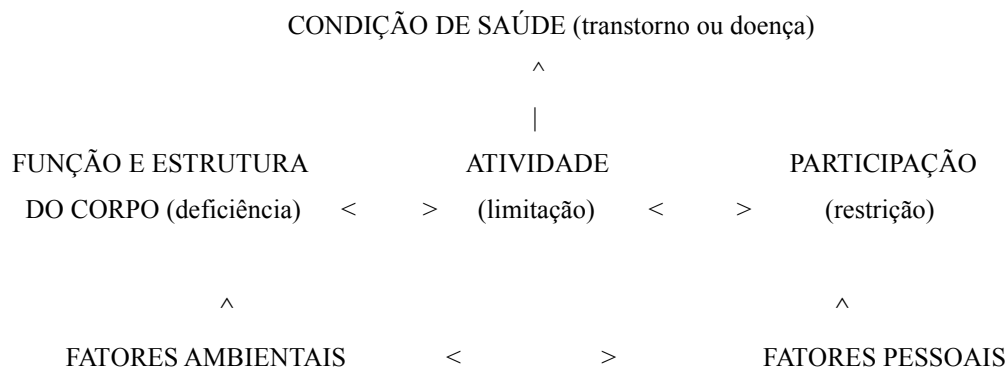 CONDIÇÃO DE SAÚDE (transtorno ou doença)
^
|
FUNÇÃO E ESTRUTURA ATIVIDADE PARTICIPAÇÃO
DO CORPO (deficiência) < > (limitação) < > (restrição)
^ ^
FATORES AMBIENTAIS < > FATORES PESSOAIS